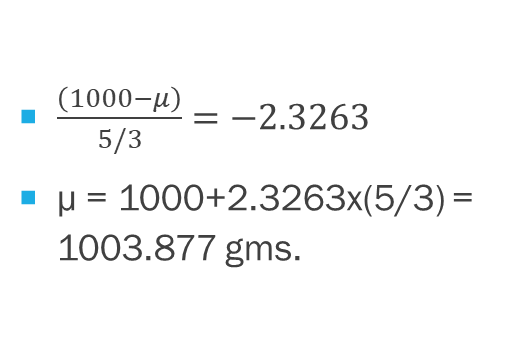 (1000−μ)
5/3
= −2.3263
μ = 1000+2.3263x(5/3) =
1003.877 gms.